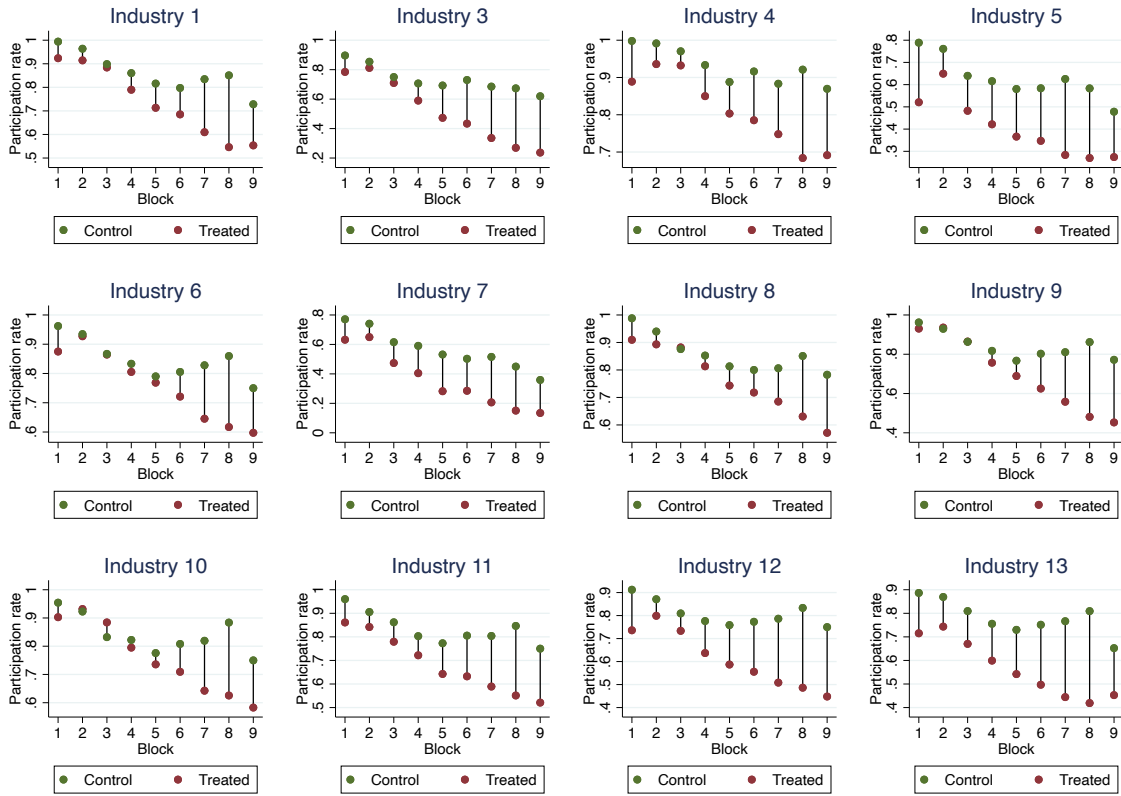 Industry 1
Participation rate
.5 .6 .7 .8 .9 1
1 2 3 4 5 6 7 8 9
Block
Control Treated
Industry 3
Participation rate
.2 .4 .6 .8 1
1 2 3 4 5 6 7 8 9
Block
Control Treated
Industry 4
Participation rate
.7 .8 .9 1
1 2 3 4 5 6 7 8 9
Block
Control Treated
Industry 5
Participation rate
.3 .4 .5 .6 .7 .8
1 2 3 4 5 6 7 8 9
Block
Control Treated
Industry 6
Participation rate
.6 .7 .8 .9 1
1 2 3 4 5 6 7 8 9
Block
Control Treated
Industry 7
Participation rate
0 .2 .4 .6 .8
1 2 3 4 5 6 7 8 9
Block
Control Treated
Industry 8
Participation rate
.6 .7 .8 .9 1
1 2 3 4 5 6 7 8 9
Block
Control Treated
Industry 9
Participation rate
.4 .6 .8 1
1 2 3 4 5 6 7 8 9
Block
Control Treated
Industry 10
Participation rate
.6 .7 .8 .9 1
1 2 3 4 5 6 7 8 9
Block
Control Treated
Industry 11
Participation rate
.5 .6 .7 .8 .9 1
1 2 3 4 5 6 7 8 9
Block
Control Treated
Industry 12
Participation rate
.4 .5 .6 .7 .8 .9
1 2 3 4 5 6 7 8 9
Block
Control Treated
Industry 13
Participation rate
.4 .5 .6 .7 .8 .9
1 2 3 4 5 6 7 8 9
Block
Control Treated